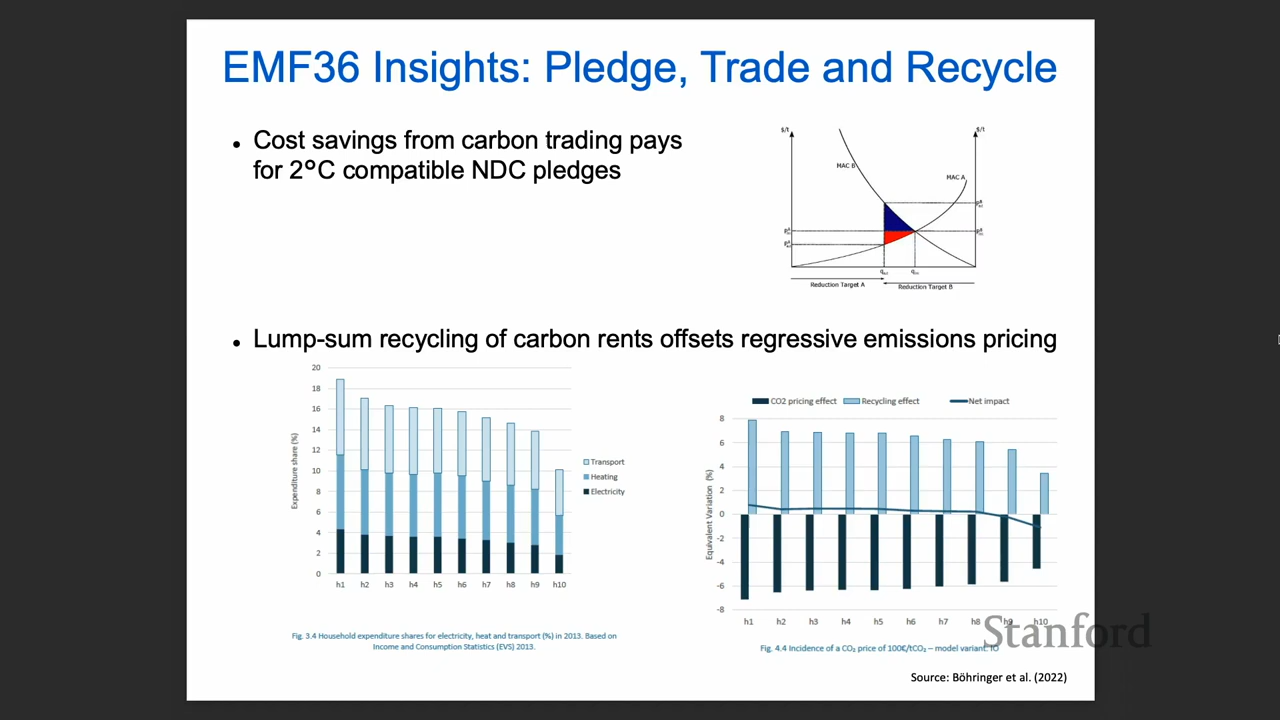 EMF36 Insights: Pledge, Trade and Recycle
• Cost savings from carbon trading pays
for 2°C compatible NDC pledges
$/t
$/t
MAC B
MAC A
Reduction Target A
Reduction Target B
• Lump-sum recycling of carbon rents offsets regressive emissions pricing
20
18
16
14
12
10
8
6
4
2
0
Expenditure share (%)
h1 h2 h3 h4 h5 h6 h7 h8 h9 h10
Transport
Heating
Electricity
Fig. 3.4 Household expenditure shares for electricity, heat and transport (%) in 2013. Based on
Income and Consumption Statistics (EVS) 2013.
CO2 pricing effect Recycling effect Net impact
8
6
4
2
0
-2
-4
-6
-8
Equivalent Variation (%)
h1 h2 h3 h4 h5 h6 h7 h8 h9 h10
Stanford
Fig. 4.4 Incidence of a CO₂ price of 100€/tCO₂ – model variant: IO
Source: Böhringer et al. (2022)